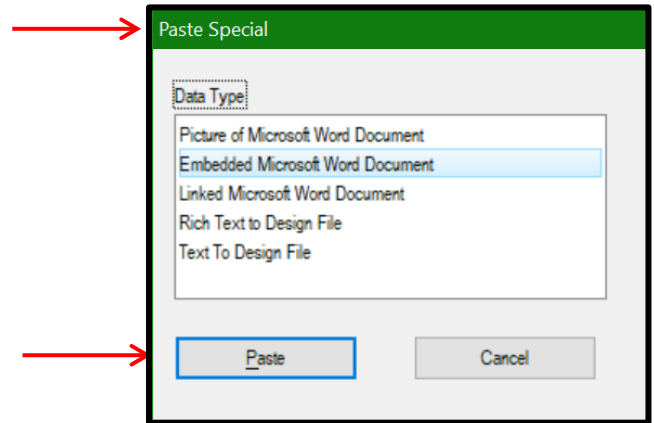 Paste Special
Data Type
Picture of Microsoft Word Document
Embedded Microsoft Word Document
Linked Microsoft Word Document
Rich Text to Design File
Text To Design File
Paste
Cancel